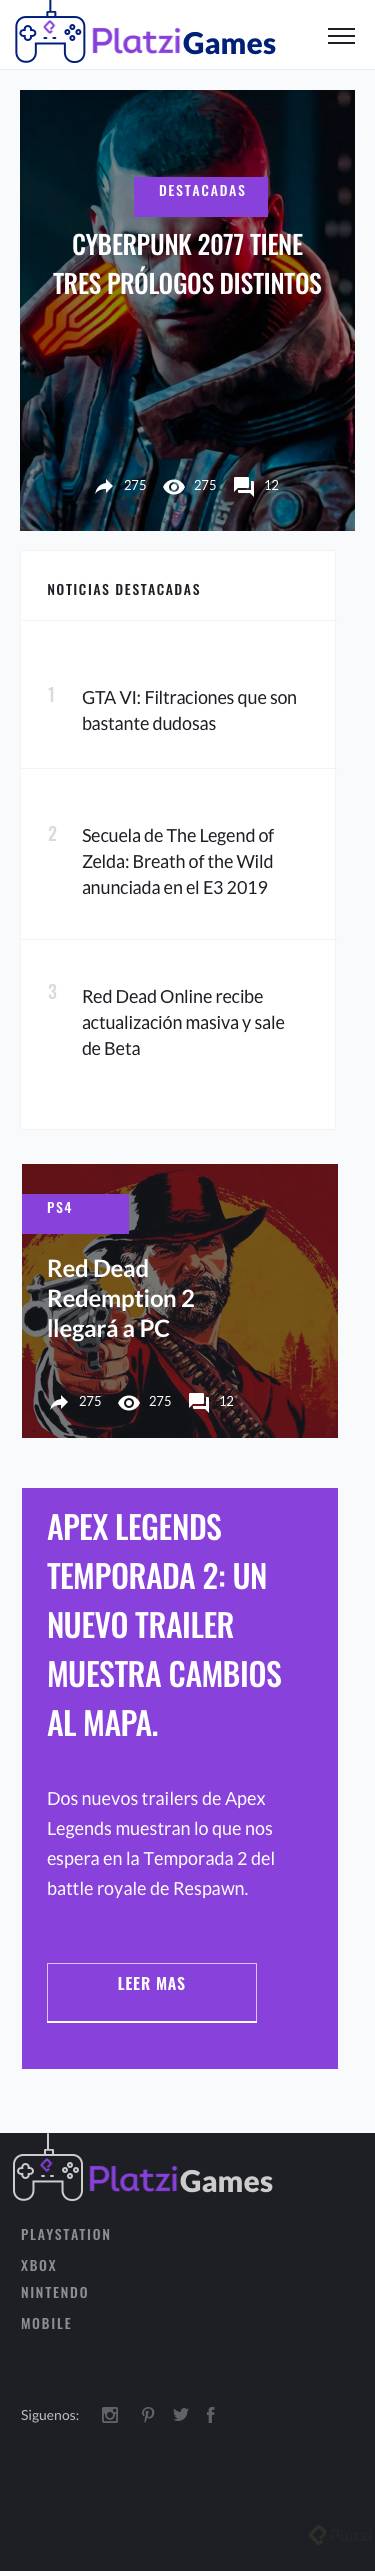 PlatziGames
DESTACADAS
CYBERPUNK 2077 TIENE
TRES PRÓLOGOS DISTINTOS
275 275 12
NOTICIAS DESTACADAS
1 GTA VI: Filtraciones que son
bastante dudosas
2 Secuela de The Legend of
Zelda: Breath of the Wild
anunciada en el E3 2019
3 Red Dead Online recibe
actualización masiva y sale
de Beta
PS4
Red Dead
Redemption 2
llegará a PC
275 275 12
APEX LEGENDS
TEMPORADA 2: UN
NUEVO TRAILER
MUESTRA CAMBIOS
AL MAPA.
Dos nuevos trailers de Apex
Legends muestran lo que nos
espera en la Temporada 2 del
battle royale de Respawn.
LEER MAS
PlatziGames
PLAYSTATION
XBOX
NINTENDO
MOBILE
Siguenos: